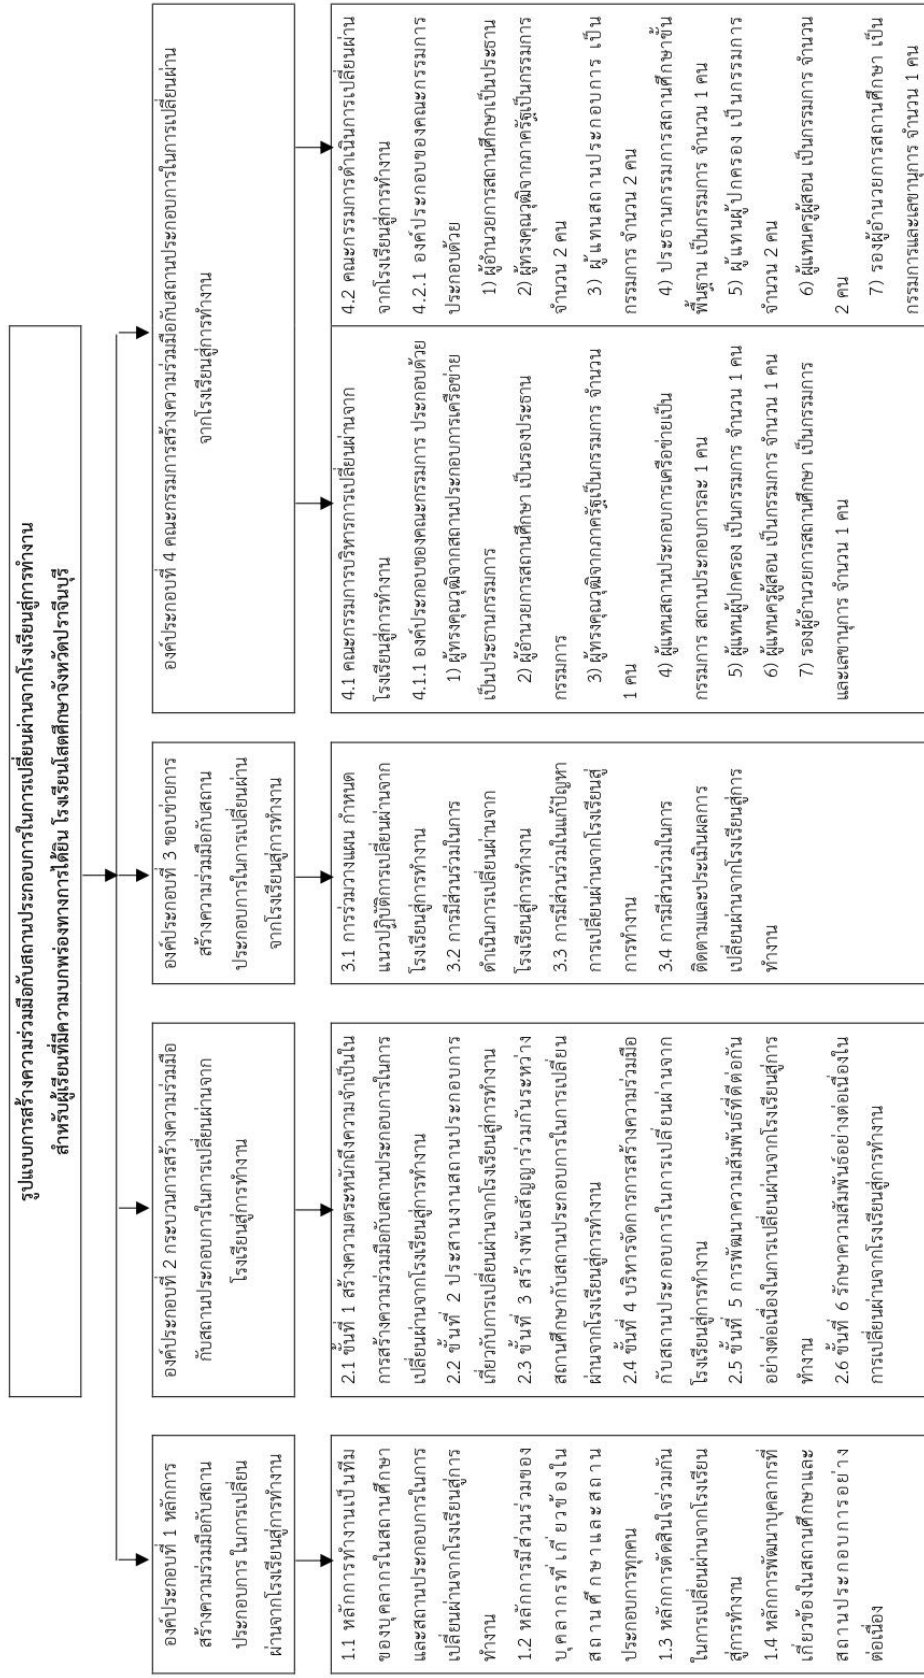 รูปแบบการสร้างความร่วมมือกับสถานประกอบการในการเปลี่ยนผ่านจากโรงเรียนสู่การทำงาน
สำหรับผู้เรียนที่มีความบกพร่องทางการได้ยิน โรงเรียนโสตศึกษาจังหวัดปราจีนบุรี
องค์ประกอบที่ 1 หลักการ
สร้างความร่วมมือกับสถาน
ประกอบการ ในการเปลี่ยน
ผ่านจากโรงเรียนสู่การทำงาน
1.1 หลักการทำงานเป็นทีม
ของบุคลากรในสถานศึกษา
และสถานประกอบการในการ
เปลี่ยนผ่านจากโรงเรียนสู่การ
ทำงาน
1.2 หลักการมีส่วนร่วมของ
บุคลากรที่เกี่ยวข้องใน
สถานศึกษาและสถาน
ประกอบการทุกคน
1.3 หลักการตัดสินใจร่วมกัน
ในการเปลี่ยนผ่านจากโรงเรียน
สู่การทำงาน
1.4 หลักการพัฒนาบุคลากรที่
เกี่ยวข้องในสถานศึกษาและ
สถานประกอบการอย่าง
ต่อเนื่อง
องค์ประกอบที่ 2 กระบวนการสร้างความร่วมมือ
กับสถานประกอบการในการเปลี่ยนผ่านจาก
โรงเรียนสู่การทำงาน
2.1 ขั้นที่ 1 สร้างความตระหนักถึงความจำเป็นใน
การสร้างความร่วมมือกับสถานประกอบการในการ
เปลี่ยนผ่านจากโรงเรียนสู่การทำงาน
2.2 ขั้นที่ 2 ประสานงานสถานประกอบการ
เกี่ยวกับการเปลี่ยนผ่านจากโรงเรียนสู่การทำงาน
2.3 ขั้นที่ 3 สร้างพันธสัญญาร่วมกันระหว่าง
สถานศึกษากับสถานประกอบการในการเปลี่ยน
ผ่านจากโรงเรียนสู่การทำงาน
2.4 ขั้นที่ 4 บริหารจัดการการสร้างความร่วมมือ
กับสถานประกอบการในการเปลี่ยนผ่านจาก
โรงเรียนสู่การทำงาน
2.5 ขั้นที่ 5 การพัฒนาความสัมพันธ์ที่ดีต่อกัน
อย่างต่อเนื่องในการเปลี่ยนผ่านจากโรงเรียนสู่การ
ทำงาน
2.6 ขั้นที่ 6 รักษาความสัมพันธ์อย่างต่อเนื่องใน
การเปลี่ยนผ่านจากโรงเรียนสู่การทำงาน
องค์ประกอบที่ 3 ขอบข่ายการ
สร้างความร่วมมือกับสถาน
ประกอบการในการเปลี่ยนผ่าน
จากโรงเรียนสู่การทำงาน
3.1 การร่วมวางแผน กำหนด
แนวปฏิบัติการเปลี่ยนผ่านจาก
โรงเรียนสู่การทำงาน
3.2 การมีส่วนร่วมในการ
ดำเนินการเปลี่ยนผ่านจาก
โรงเรียนสู่การทำงาน
3.3 การมีส่วนร่วมในแก้ปัญหา
การเปลี่ยนผ่านจากโรงเรียนสู่
การทำงาน
3.4 การมีส่วนร่วมในการ
ติดตามและประเมินผลการ
เปลี่ยนผ่านจากโรงเรียนสู่การ
ทำงาน
องค์ประกอบที่ 4 คณะกรรมการสร้างความร่วมมือกับสถานประกอบการในการเปลี่ยนผ่าน
จากโรงเรียนสู่การทำงาน
4.1 คณะกรรมการบริหารการเปลี่ยนผ่านจาก
โรงเรียนสู่การทำงาน
4.1.1 องค์ประกอบของคณะกรรมการ ประกอบด้วย
1) ผู้ทรงคุณวุฒิจากสถานประกอบการเครือข่าย
เป็นประธานกรรมการ
2) ผู้อำนวยการสถานศึกษา เป็นรองประธาน
กรรมการ
3) ผู้ทรงคุณวุฒิจากภาครัฐเป็นกรรมการ จำนวน
1 คน
4) ผู้แทนสถานประกอบการเครือข่ายเป็น
กรรมการ สถานประกอบการละ 1 คน
5) ผู้แทนผู้ปกครอง เป็นกรรมการ จำนวน 1 คน
6) ผู้แทนครูผู้สอน เป็นกรรมการ จำนวน 1 คน
7) รองผู้อำนวยการสถานศึกษา เป็นกรรมการ
และเลขานุการ จำนวน 1 คน
4.2 คณะกรรมการดำเนินการเปลี่ยนผ่าน
จากโรงเรียนสู่การทำงาน
4.2.1 องค์ประกอบของคณะกรรมการ
ประกอบด้วย
1) ผู้อำนวยการสถานศึกษาเป็นประธาน
2) ผู้ทรงคุณวุฒิจากภาครัฐเป็นกรรมการ
จำนวน 2 คน
3) ผู้แทนสถานประกอบการ เป็น
กรรมการ จำนวน 2 คน
4) ประธานกรรมการสถานศึกษาขั้น
พื้นฐาน เป็นกรรมการ จำนวน 1 คน
5) ผู้แทนผู้ปกครอง เป็นกรรมการ
จำนวน 2 คน
6) ผู้แทนครูผู้สอน เป็นกรรมการ จำนวน
2 คน
7) รองผู้อำนวยการสถานศึกษา เป็น
กรรมการและเลขานุการ จำนวน 1 คน